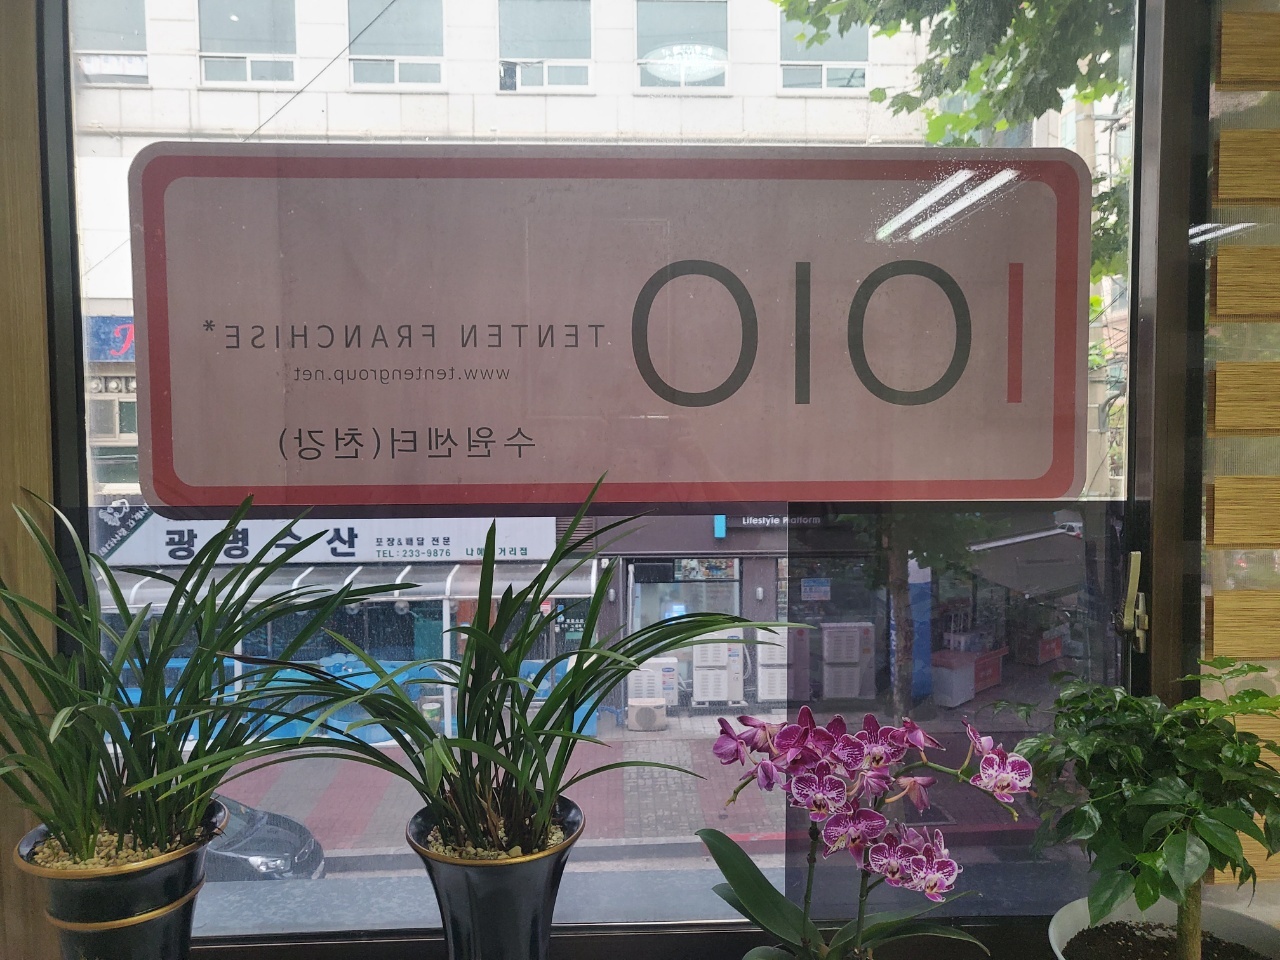 1010
TENTEN FRANCHISE*
www.tentengroup.net
수원센터(천강)
광명수산
포장&배달 전문
TEL:233-9876
Lifestyle Platform